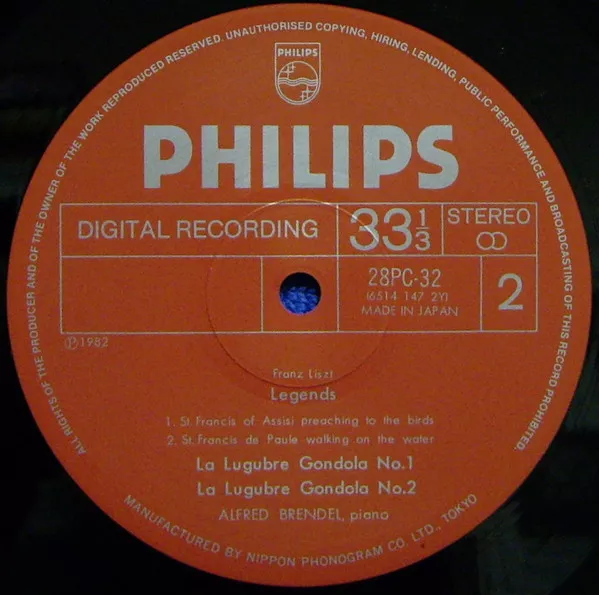 ALL RIGHTS OF THE PRODUCER AND OF THE OWNER OF THE WORK REPRODUCED RESERVED. UNAUTHORISED COPYING, HIRING, LENDING, PUBLIC PERFORMANCE AND BROADCASTING OF THIS RECORD PROHIBITED.
PHILIPS
PHILIPS
DIGITAL RECORDING
33 1/3
STEREO
28PC-32
(6514 147 2Y)
MADE IN JAPAN
2
℗1982
Franz Liszt
Legends
1. St. Francis of Assisi preaching to the birds
2. St. Francis de Paule walking on the water
La Lugubre Gondola No.1
La Lugubre Gondola No.2
ALFRED BRENDEL, piano
MANUFACTURED BY NIPPON PHONOGRAM CO. LTD., TOKYO